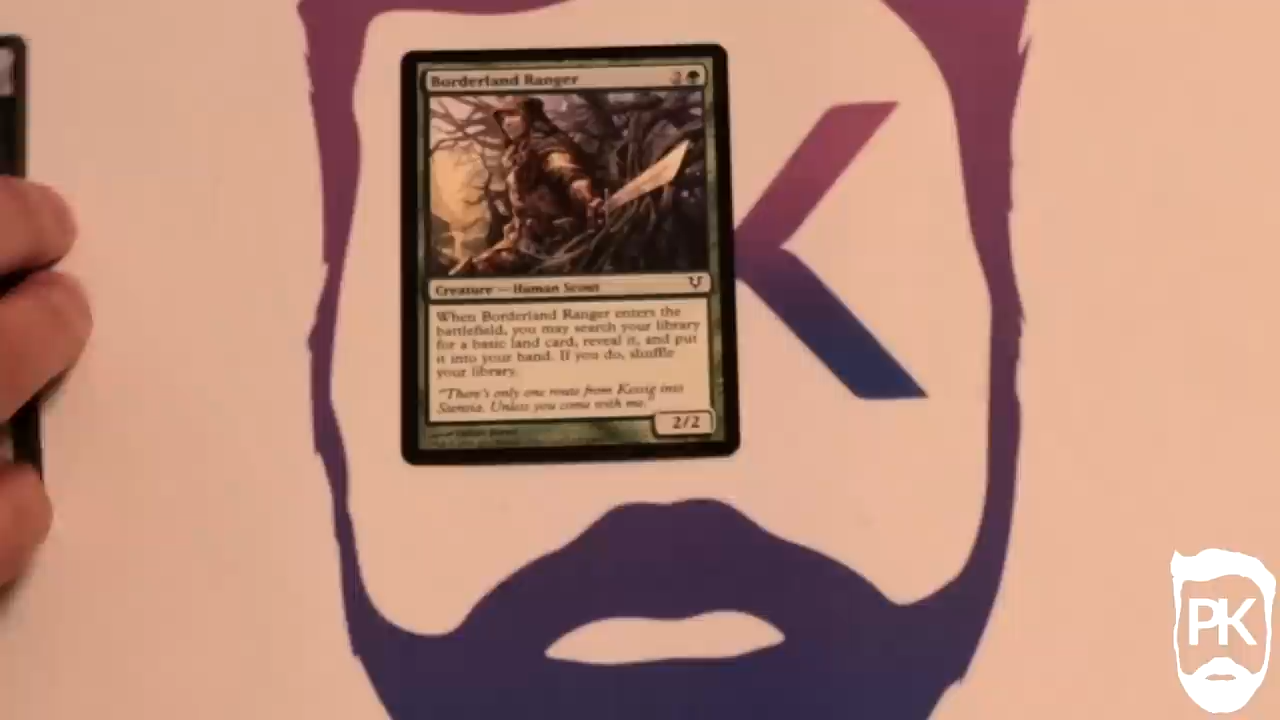 Borderland Ranger 2
Creature — Human Scout
When Borderland Ranger enters the
battlefield, you may search your library
for a basic land card, reveal it, and put
it into your hand. If you do, shuffle
your library.
"There's only one route from Kessig into
Stensia. Unless you come with me."
2/2
K
PK